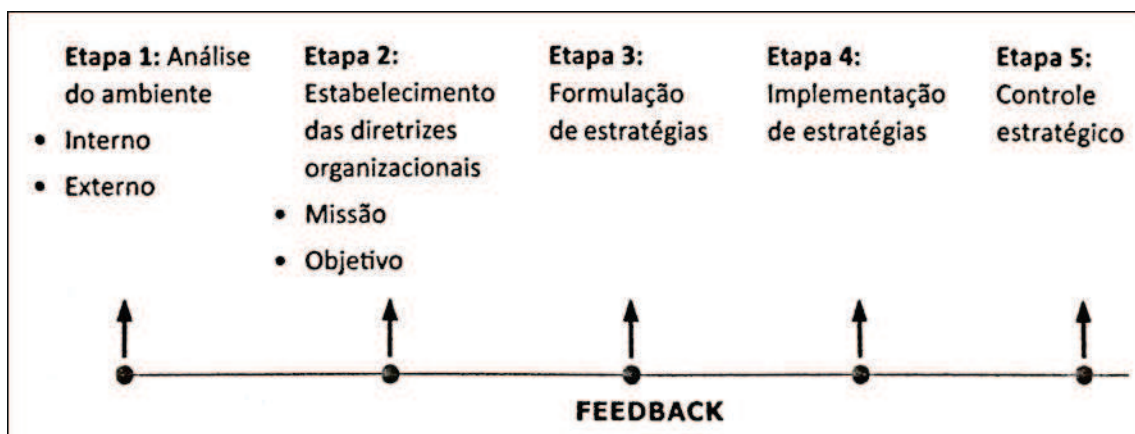 Etapa 1: Análise
do ambiente
• Interno
• Externo
Etapa 2:
Estabelecimento
das diretrizes
organizacionais
• Missão
• Objetivo
Etapa 3:
Formulação
de estratégias
Etapa 4:
Implementação
de estratégias
Etapa 5:
Controle
estratégico
FEEDBACK